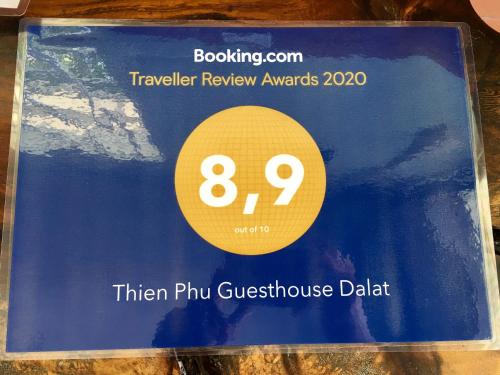 Booking.com
Traveller Review Awards 2020
8,9
out of 10
Thien Phu Guesthouse Dalat